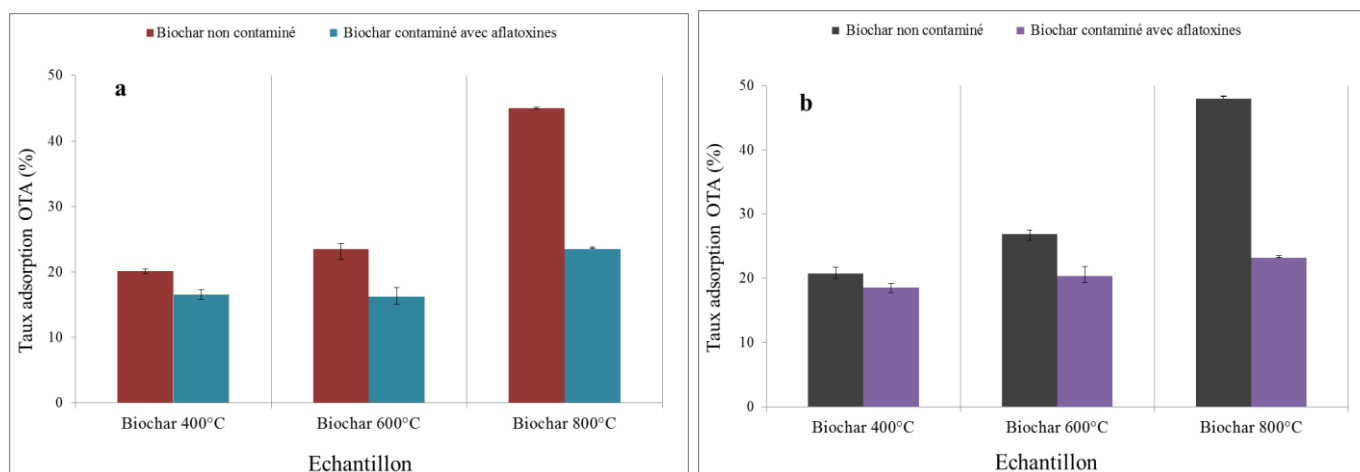 Biochar non contaminé Biochar contaminé avec aflatoxines
a
Taux adsorption OTA (%)
50
40
30
20
10
0
Biochar 400°C Biochar 600°C Biochar 800°C
Echantillon
Biochar non contaminé Biochar contaminé avec aflatoxines
b
Taux adsorption OTA (%)
50
40
30
20
10
0
Biochar 400°C Biochar 600°C Biochar 800°C
Echantillon